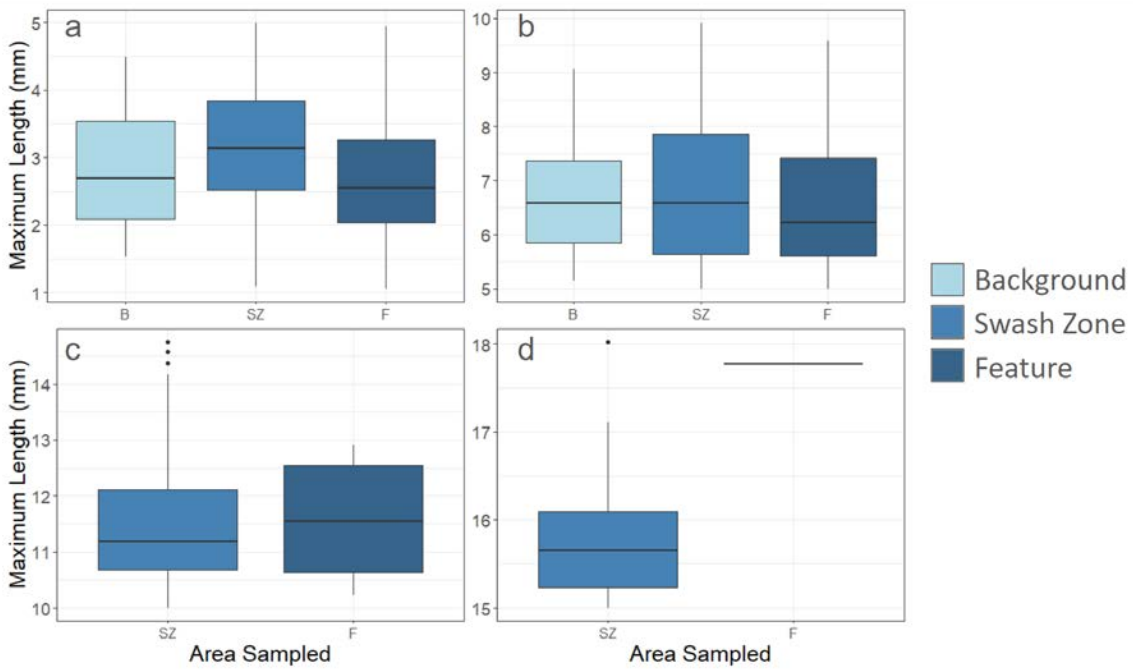 a
b
Maximum Length (mm)
5
4
3
2
1
10
9
8
7
6
5
B
SZ
F
B
SZ
F
Background
Swash Zone
Feature
c
d
Maximum Length (mm)
14
13
12
11
10
18
17
16
15
SZ
F
SZ
F
Area Sampled
Area Sampled